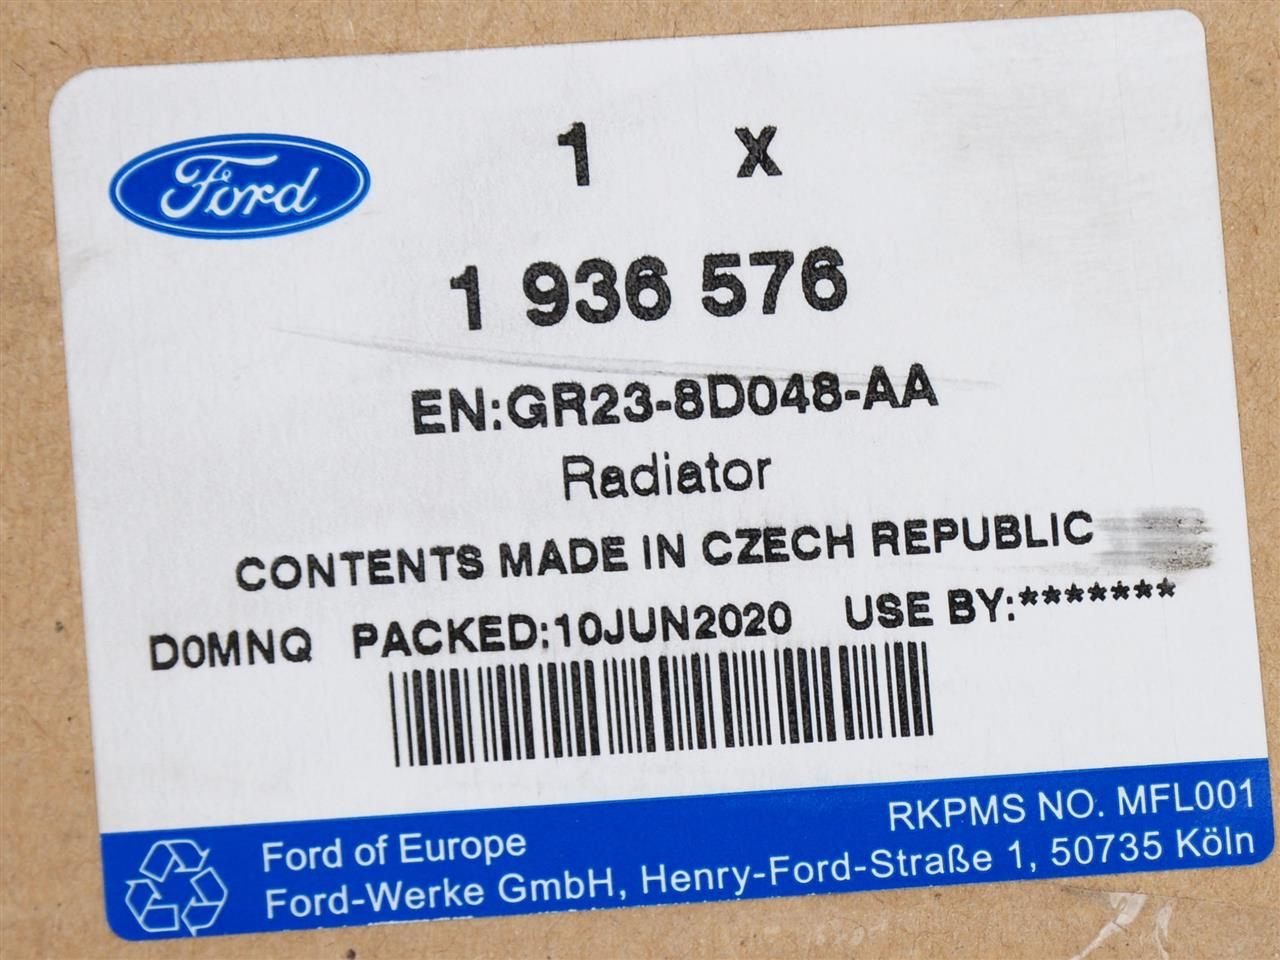 Ford
1 X
1 936 576
EN:GR23-8D048-AA
Radiator
CONTENTS MADE IN CZECH REPUBLIC
D0MNQ PACKED:10JUN2020 USE BY:*******
RKPMS NO. MFL001
Ford of Europe
Ford-Werke GmbH, Henry-Ford-Straße 1, 50735 Köln